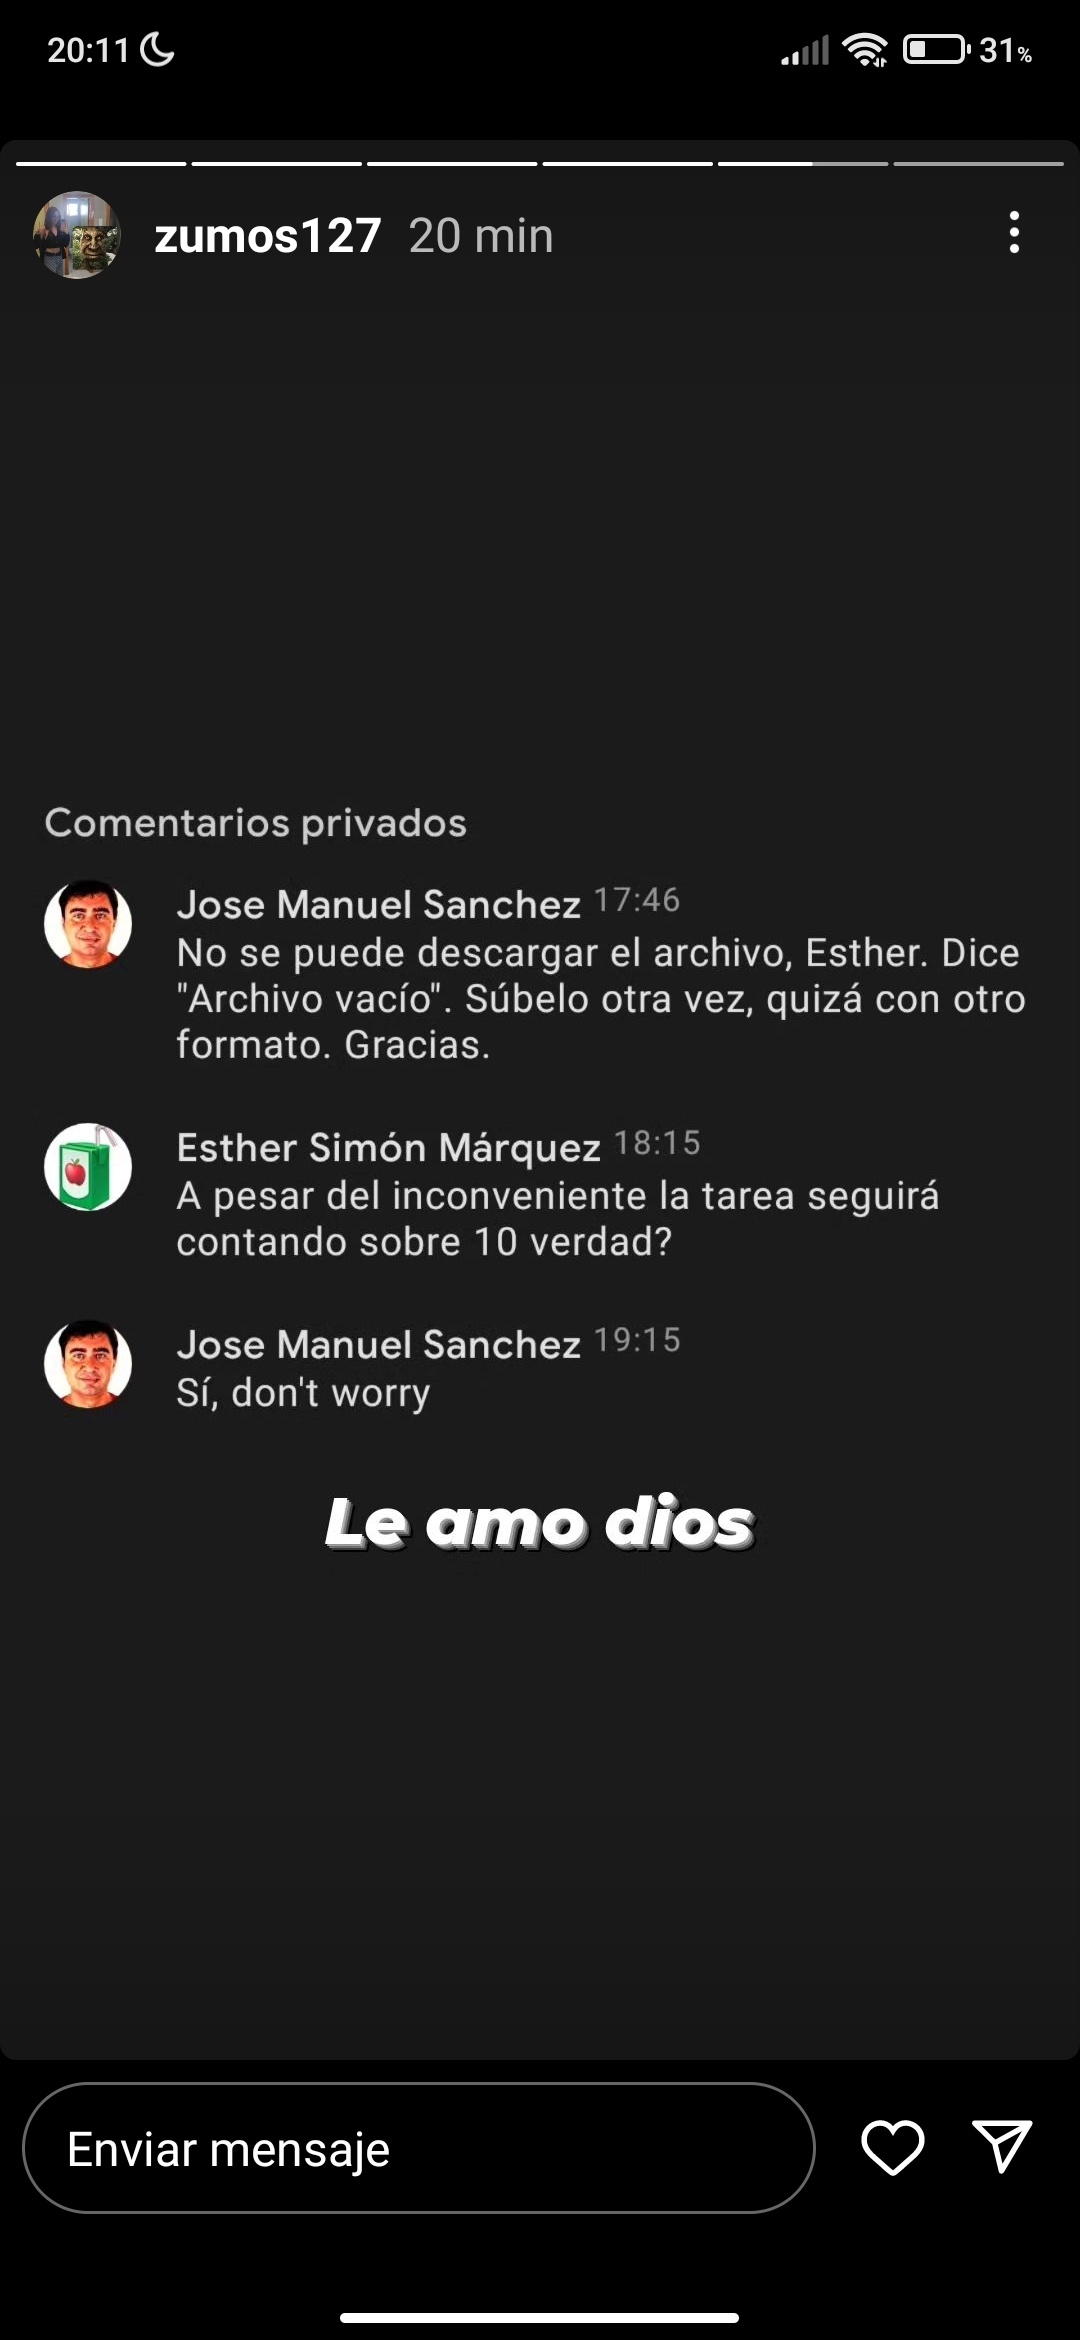 20:11
31%
zumos127 20 min
Comentarios privados
Jose Manuel Sanchez 17:46
No se puede descargar el archivo, Esther. Dice
"Archivo vacío". Súbelo otra vez, quizá con otro
formato. Gracias.
Esther Simón Márquez 18:15
A pesar del inconveniente la tarea seguirá
contando sobre 10 verdad?
Jose Manuel Sanchez 19:15
Sí, don't worry
Le amo dios
Enviar mensaje